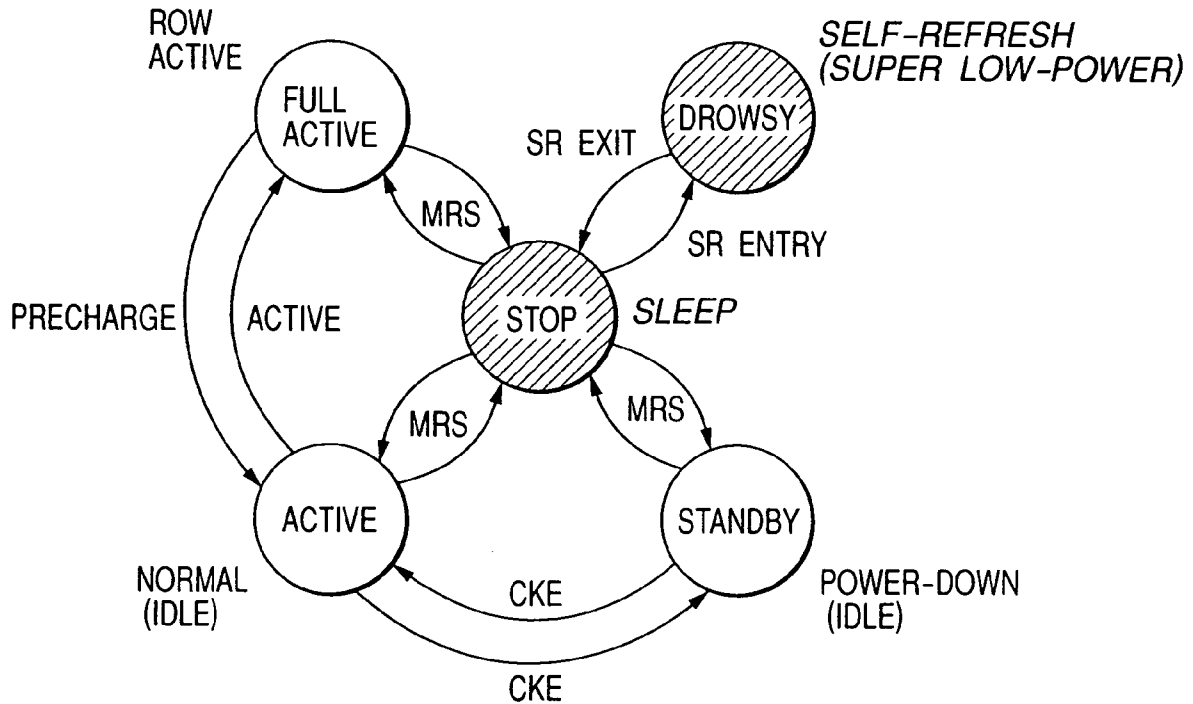 ROW
ACTIVE
FULL
ACTIVE
SELF-REFRESH
(SUPER LOW-POWER)
DROWSY
SR EXIT
MRS
SR ENTRY
PRECHARGE
ACTIVE
STOP
SLEEP
MRS
MRS
ACTIVE
STANDBY
NORMAL
(IDLE)
CKE
POWER-DOWN
(IDLE)
CKE